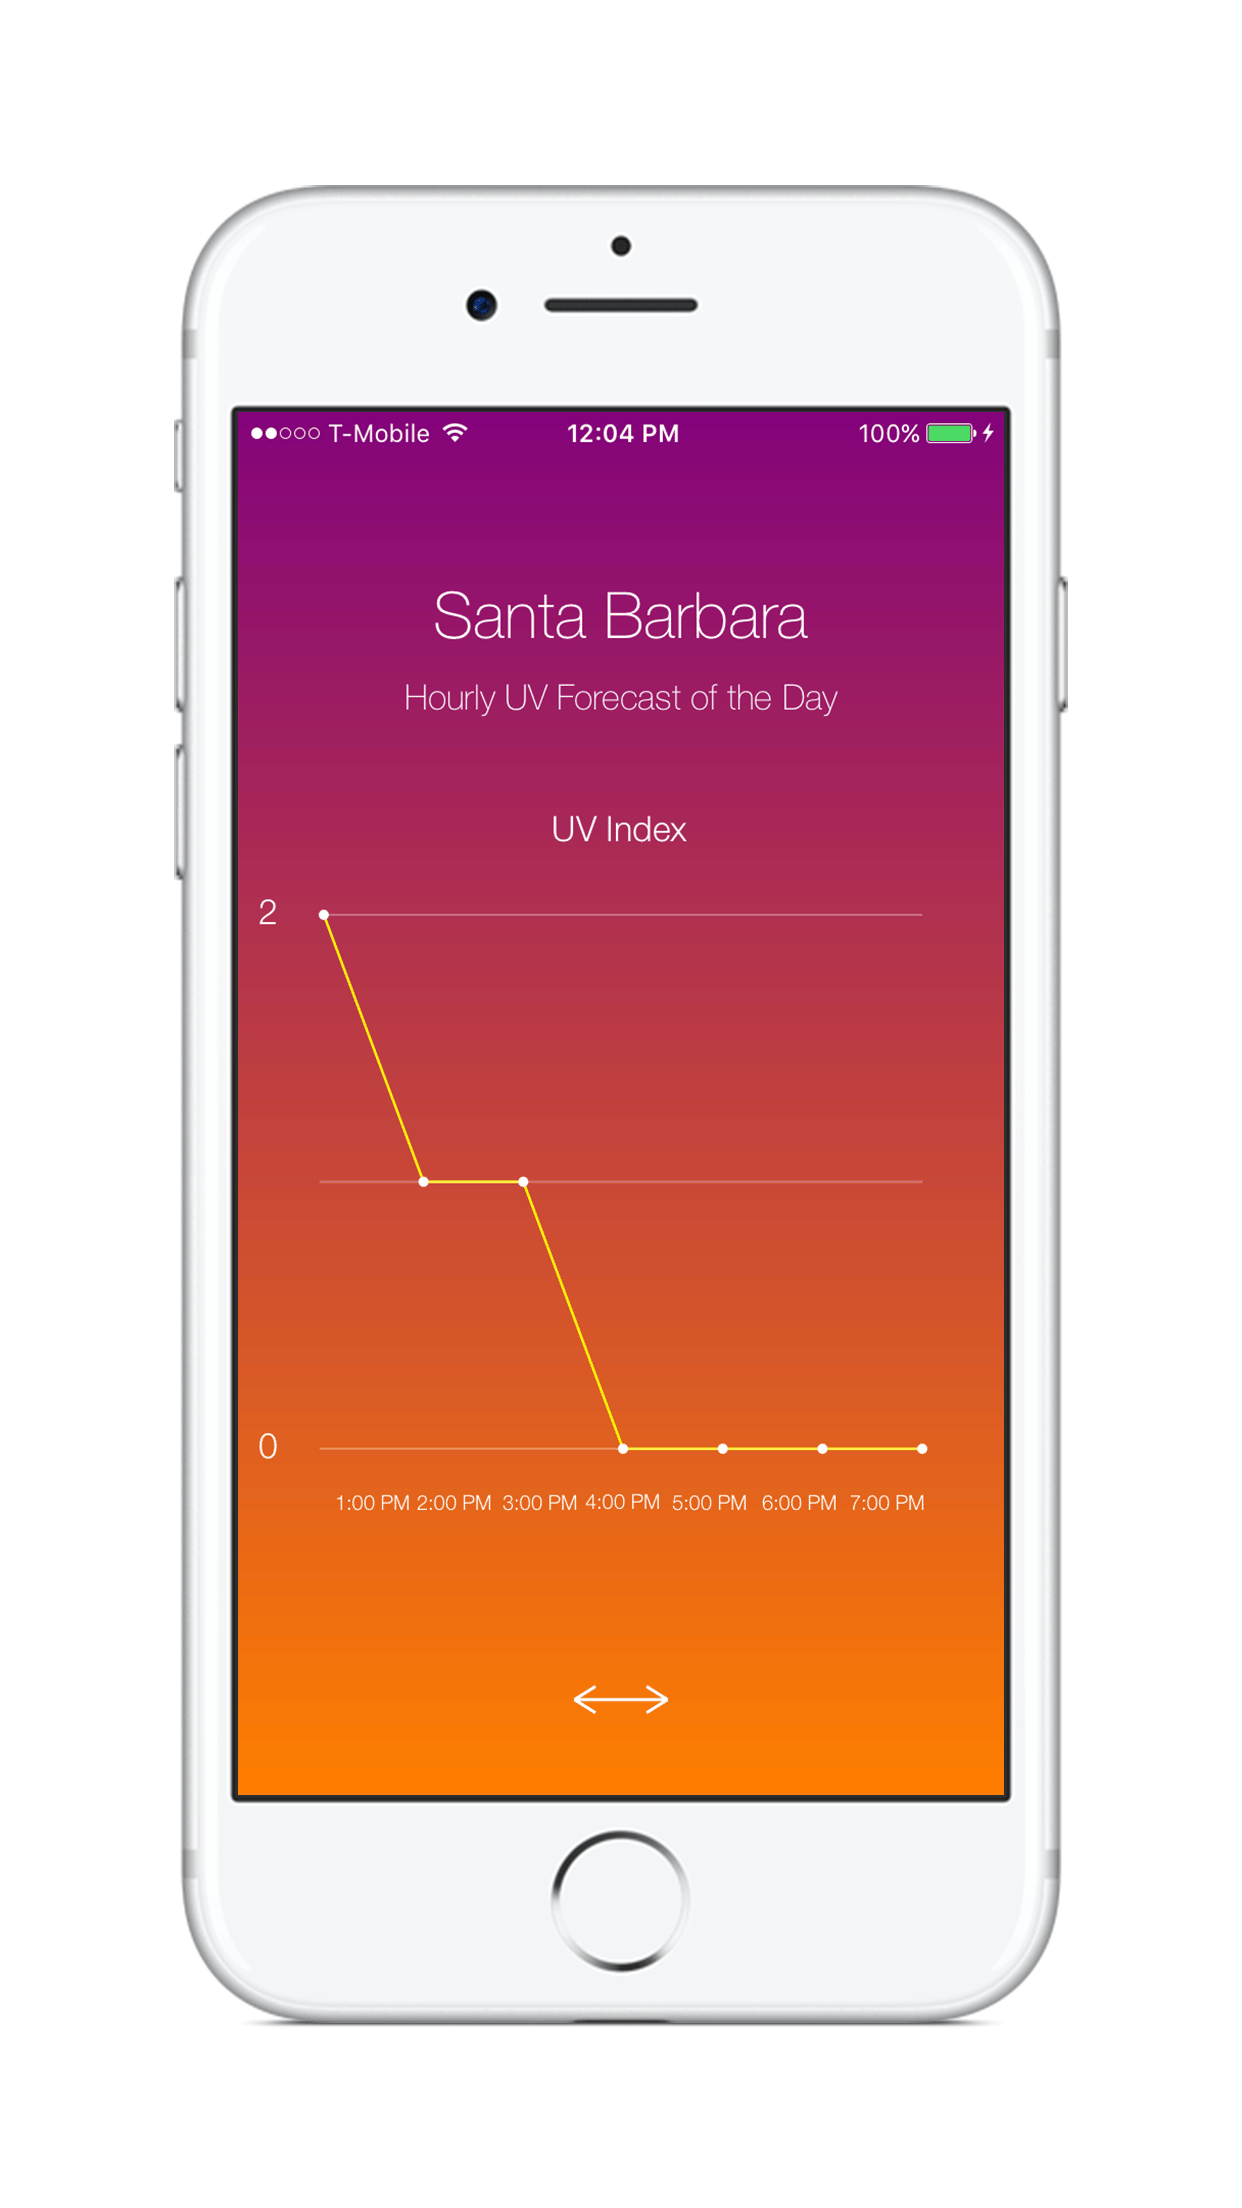 T-Mobile 12:04 PM 100%
Santa Barbara
Hourly UV Forecast of the Day
UV Index
2
0
1:00 PM 2:00 PM 3:00 PM 4:00 PM 5:00 PM 6:00 PM 7:00 PM